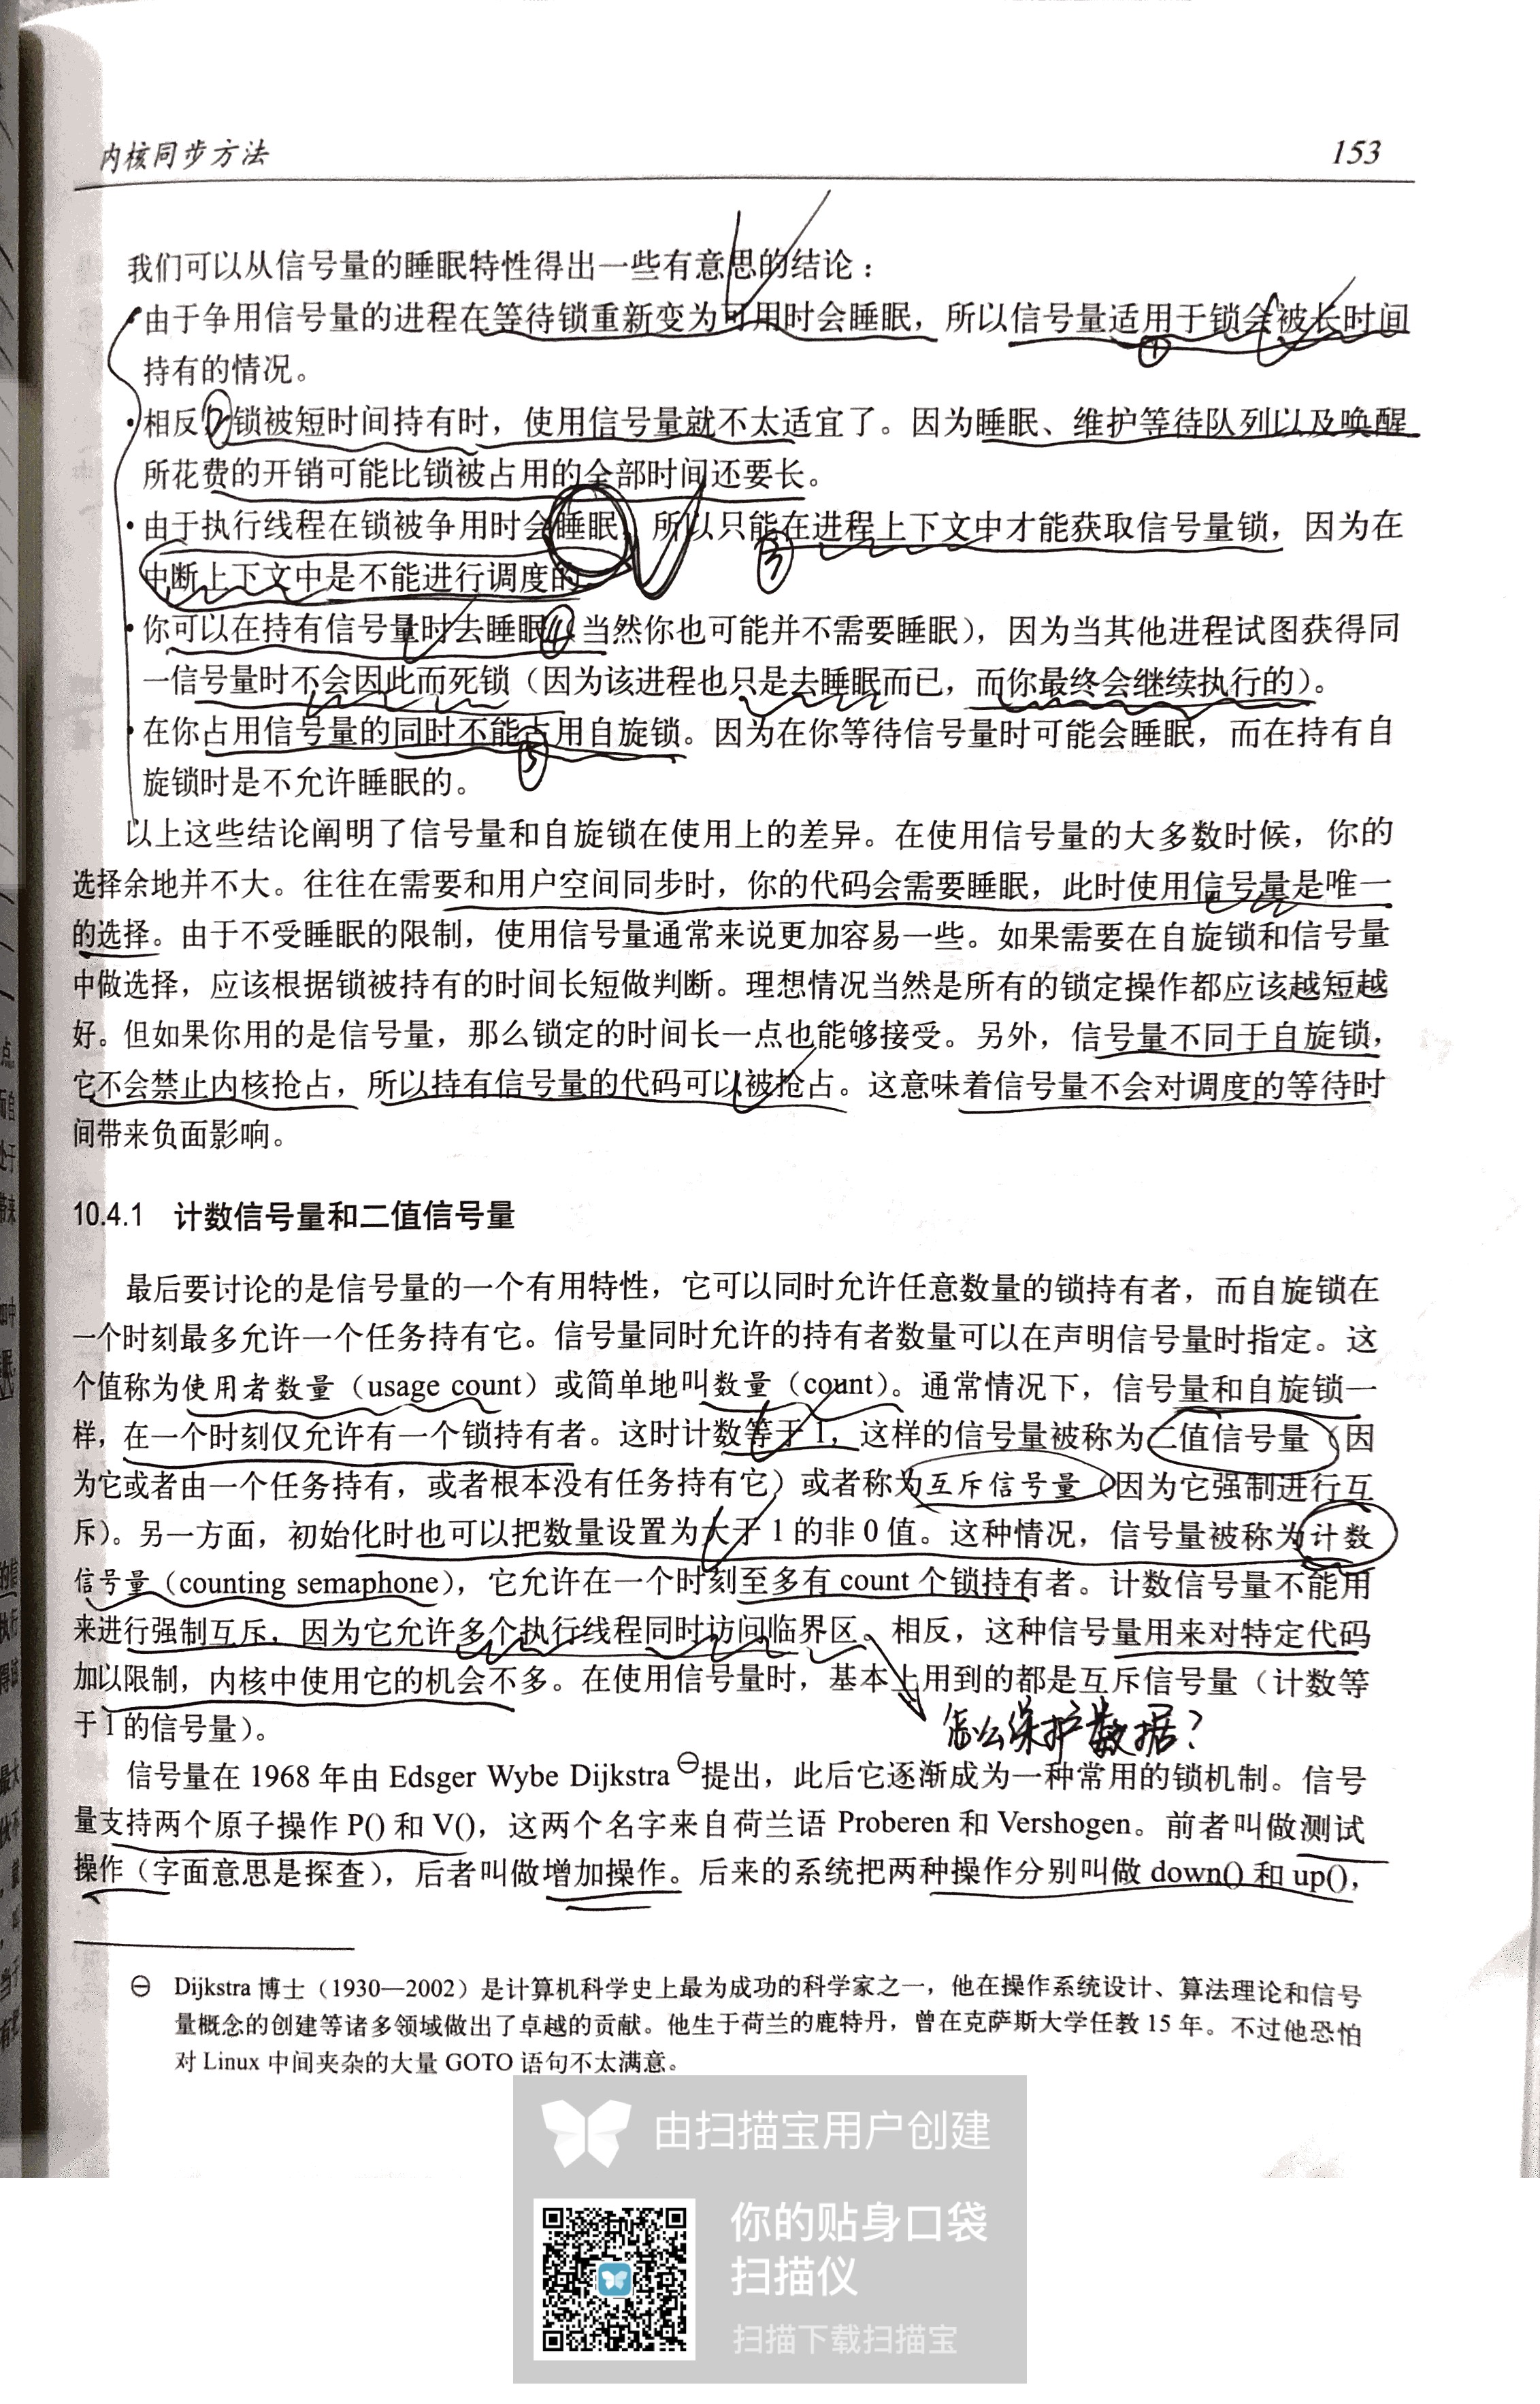 内核同步方法 153
我们可以从信号量的睡眠特性得出一些有意思的结论：
·由于争用信号量的进程在等待锁重新变为可用时会睡眠，所以信号量适用于锁会被长时间
①
持有的情况。
·相反②锁被短时间持有时，使用信号量就不太适宜了。因为睡眠、维护等待队列以及唤醒
所花费的开销可能比锁被占用的全部时间还要长。
·由于执行线程在锁被争用时会睡眠，所以只能在进程上下文中才能获取信号量锁，因为在
③
中断上下文中是不能进行调度的。
·你可以在持有信号量时去睡眠④当然你也可能并不需要睡眠），因为当其他进程试图获得同
一信号量时不会因此而死锁（因为该进程也只是去睡眠而已，而你最终会继续执行的）。
·在你占用信号量的同时不能占用自旋锁。因为在你等待信号量时可能会睡眠，而在持有自
⑤
旋锁时是不允许睡眠的。
以上这些结论阐明了信号量和自旋锁在使用上的差异。在使用信号量的大多数时候，你的
选择余地并不大。往往在需要和用户空间同步时，你的代码会需要睡眠，此时使用信号量是唯一
的选择。由于不受睡眠的限制，使用信号量通常来说更加容易一些。如果需要在自旋锁和信号量
中做选择，应该根据锁被持有的时间长短做判断。理想情况当然是所有的锁定操作都应该越短越
好。但如果你用的是信号量，那么锁定的时间长一点也能够接受。另外，信号量不同于自旋锁，
它不会禁止内核抢占，所以持有信号量的代码可以被抢占。这意味着信号量不会对调度的等待时
间带来负面影响。
10.4.1 计数信号量和二值信号量
最后要讨论的是信号量的一个有用特性，它可以同时允许任意数量的锁持有者，而自旋锁在
一个时刻最多允许一个任务持有它。信号量同时允许的持有者数量可以在声明信号量时指定。这
个值称为使用者数量（usage count）或简单地叫数量（count）。通常情况下，信号量和自旋锁一
样，在一个时刻仅允许有一个锁持有者。这时计数等于1，这样的信号量被称为二值信号量（因
为它或者由一个任务持有，或者根本没有任务持有它）或者称为互斥信号量（因为它强制进行互
斥）。另一方面，初始化时也可以把数量设置为大于1的非0值。这种情况，信号量被称为计数
信号量（counting semaphone），它允许在一个时刻至多有 count 个锁持有者。计数信号量不能用
来进行强制互斥，因为它允许多个执行线程同时访问临界区。相反，这种信号量用来对特定代码
加以限制，内核中使用它的机会不多。在使用信号量时，基本上用到的都是互斥信号量（计数等
于1的信号量）。
怎么保护数据？
信号量在 1968 年由 Edsger Wybe Dijkstra ⊖提出，此后它逐渐成为一种常用的锁机制。信号
量支持两个原子操作 P() 和 V()，这两个名字来自荷兰语 Proberen 和 Vershogen。前者叫做测试
操作（字面意思是探查），后者叫做增加操作。后来的系统把两种操作分别叫做 down() 和 up()，
⊖ Dijkstra 博士（1930—2002）是计算机科学史上最为成功的科学家之一，他在操作系统设计、算法理论和信号
量概念的创建等诸多领域做出了卓越的贡献。他生于荷兰的鹿特丹，曾在克萨斯大学任教 15 年。不过他恐怕
对 Linux 中间夹杂的大量 GOTO 语句不太满意。
由扫描宝用户创建
你的贴身口袋
扫描仪
扫描下载扫描宝